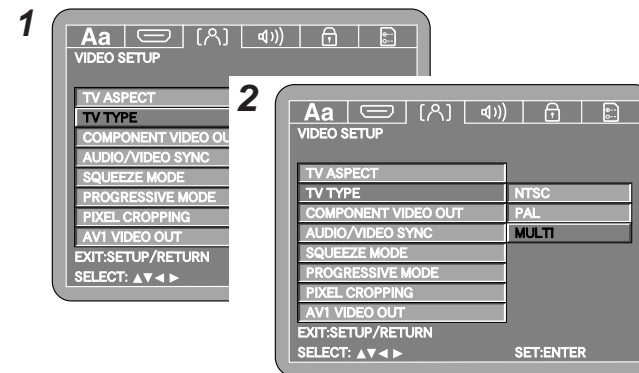 1
Aa
VIDEO SETUP
TV ASPECT
TV TYPE
COMPONENT VIDEO OU
AUDIO/VIDEO SYNC
SQUEEZE MODE
PROGRESSIVE MODE
PIXEL CROPPING
AV1 VIDEO OUT
EXIT:SETUP/RETURN
SELECT: ▲▼◄►
2
Aa
VIDEO SETUP
TV ASPECT
TV TYPE NTSC
COMPONENT VIDEO OUT PAL
AUDIO/VIDEO SYNC MULTI
SQUEEZE MODE
PROGRESSIVE MODE
PIXEL CROPPING
AV1 VIDEO OUT
EXIT:SETUP/RETURN
SELECT: ▲▼◄► SET:ENTER